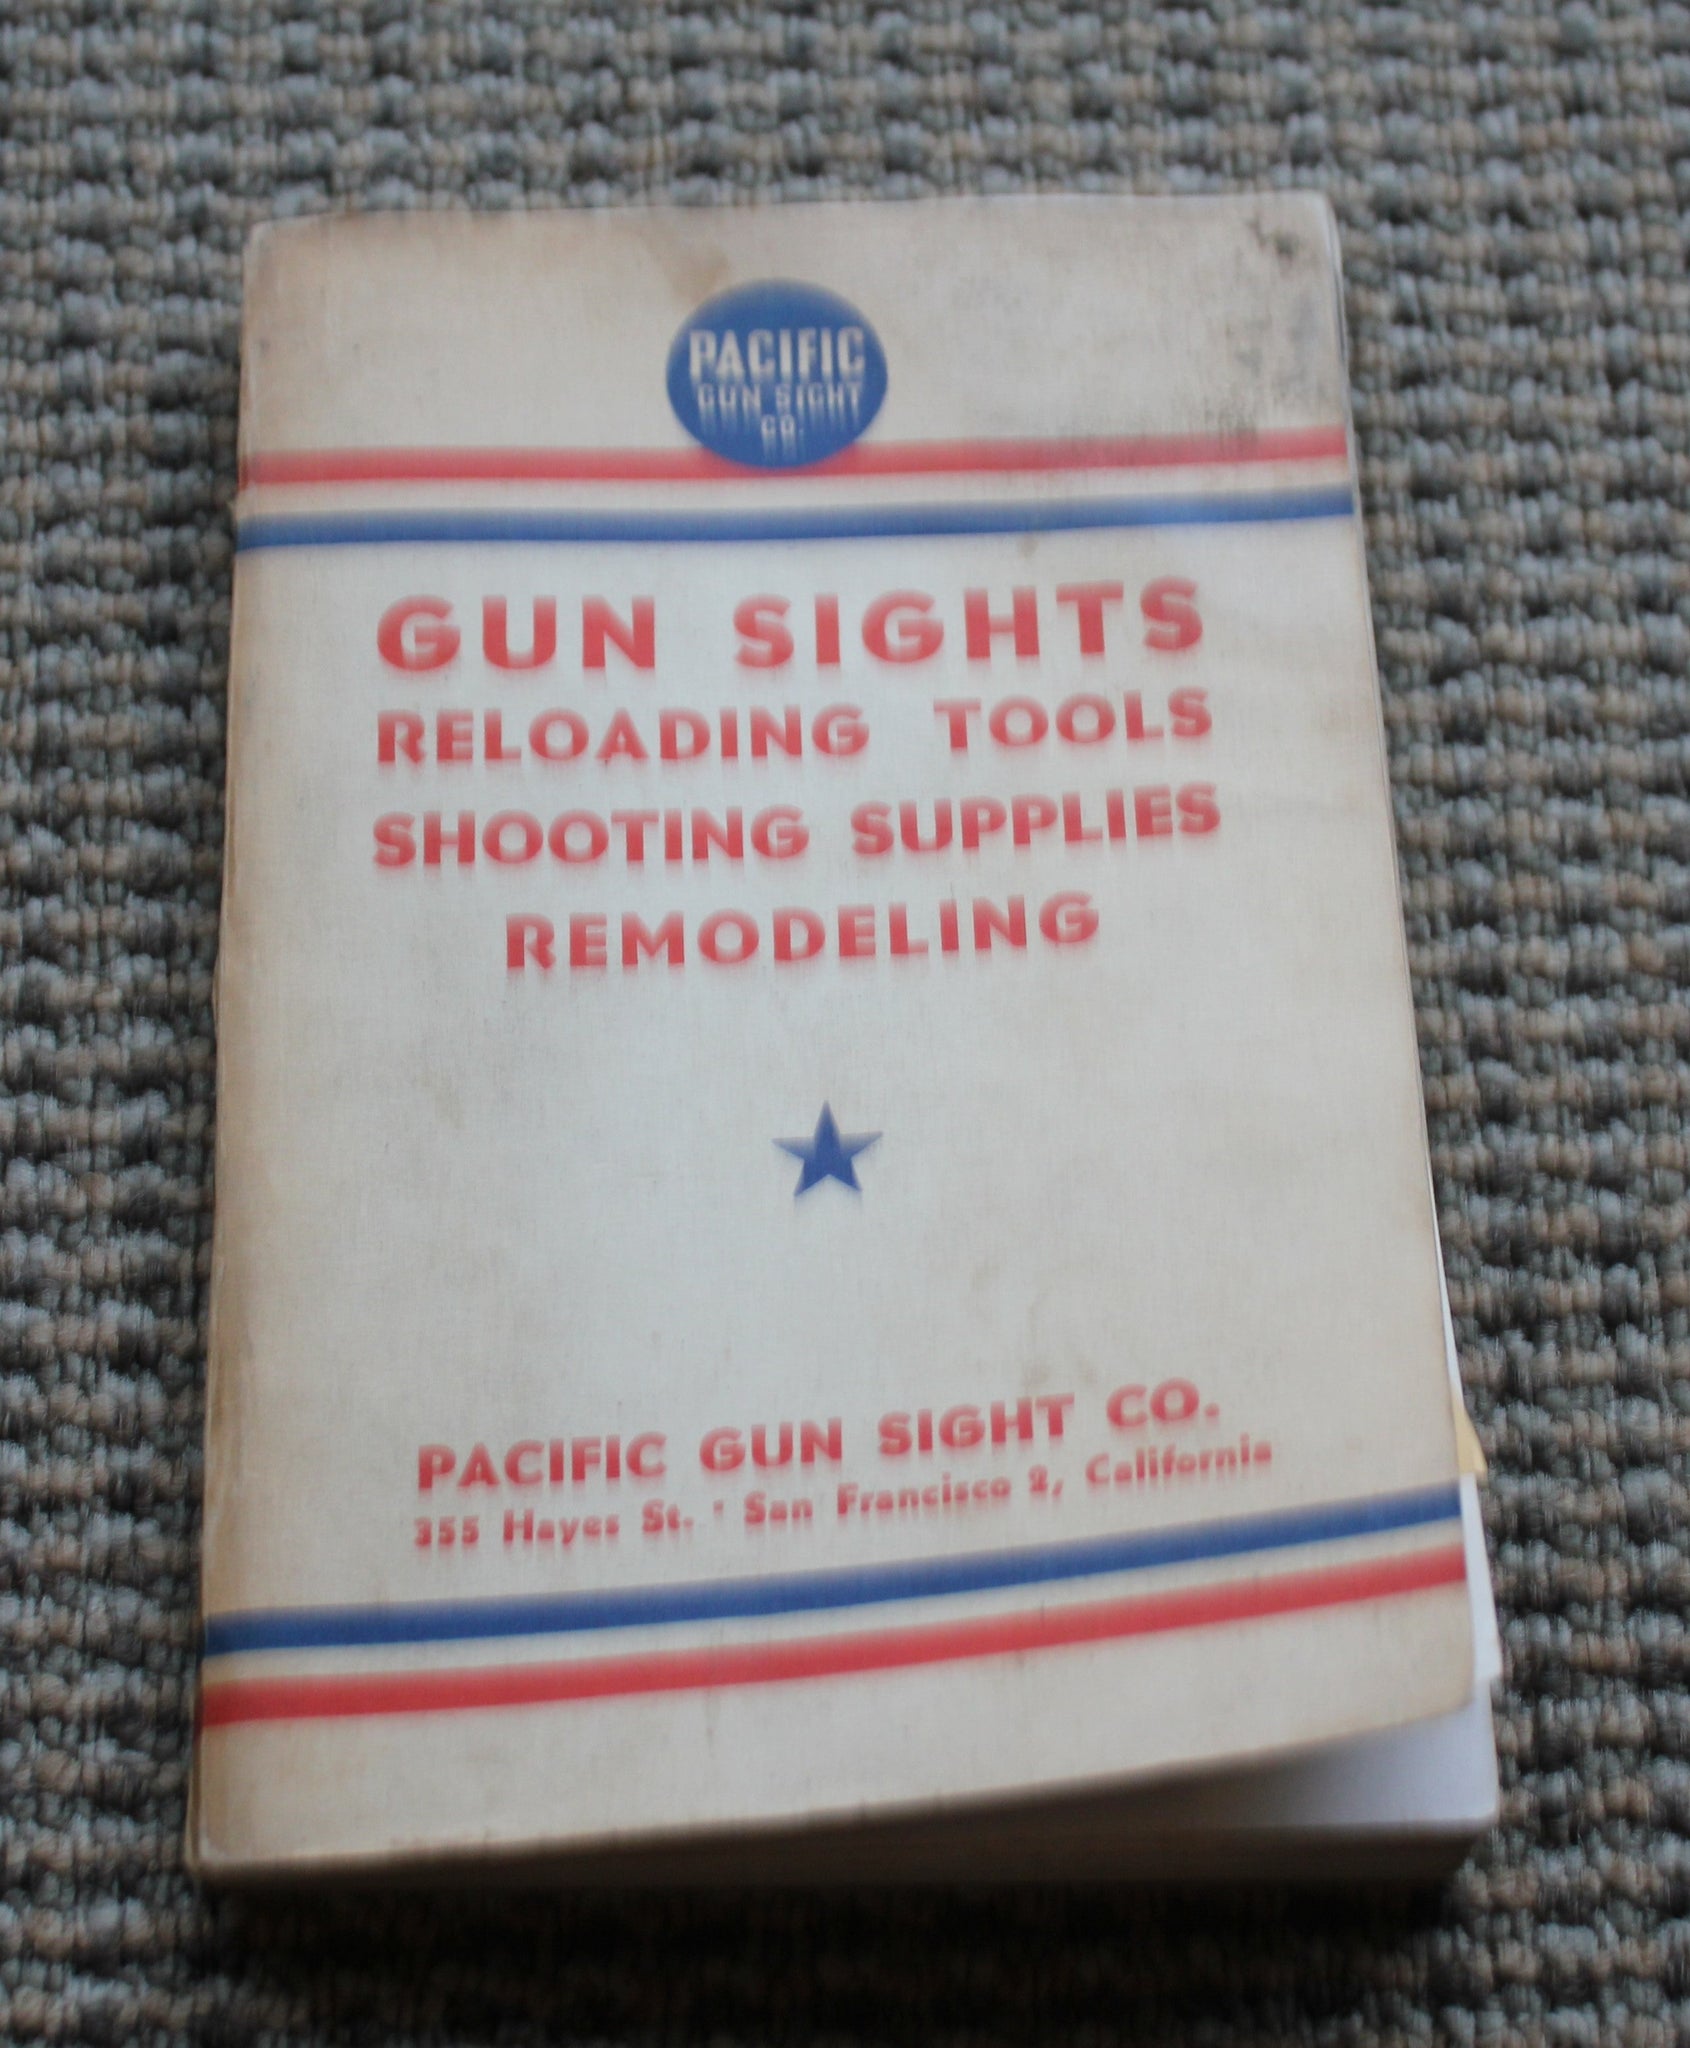 PACIFIC
GUN SIGHT
CO.
GUN SIGHTS
RELOADING TOOLS
SHOOTING SUPPLIES
REMODELING
PACIFIC GUN SIGHT CO.
355 Hayes St. · San Francisco 2, California